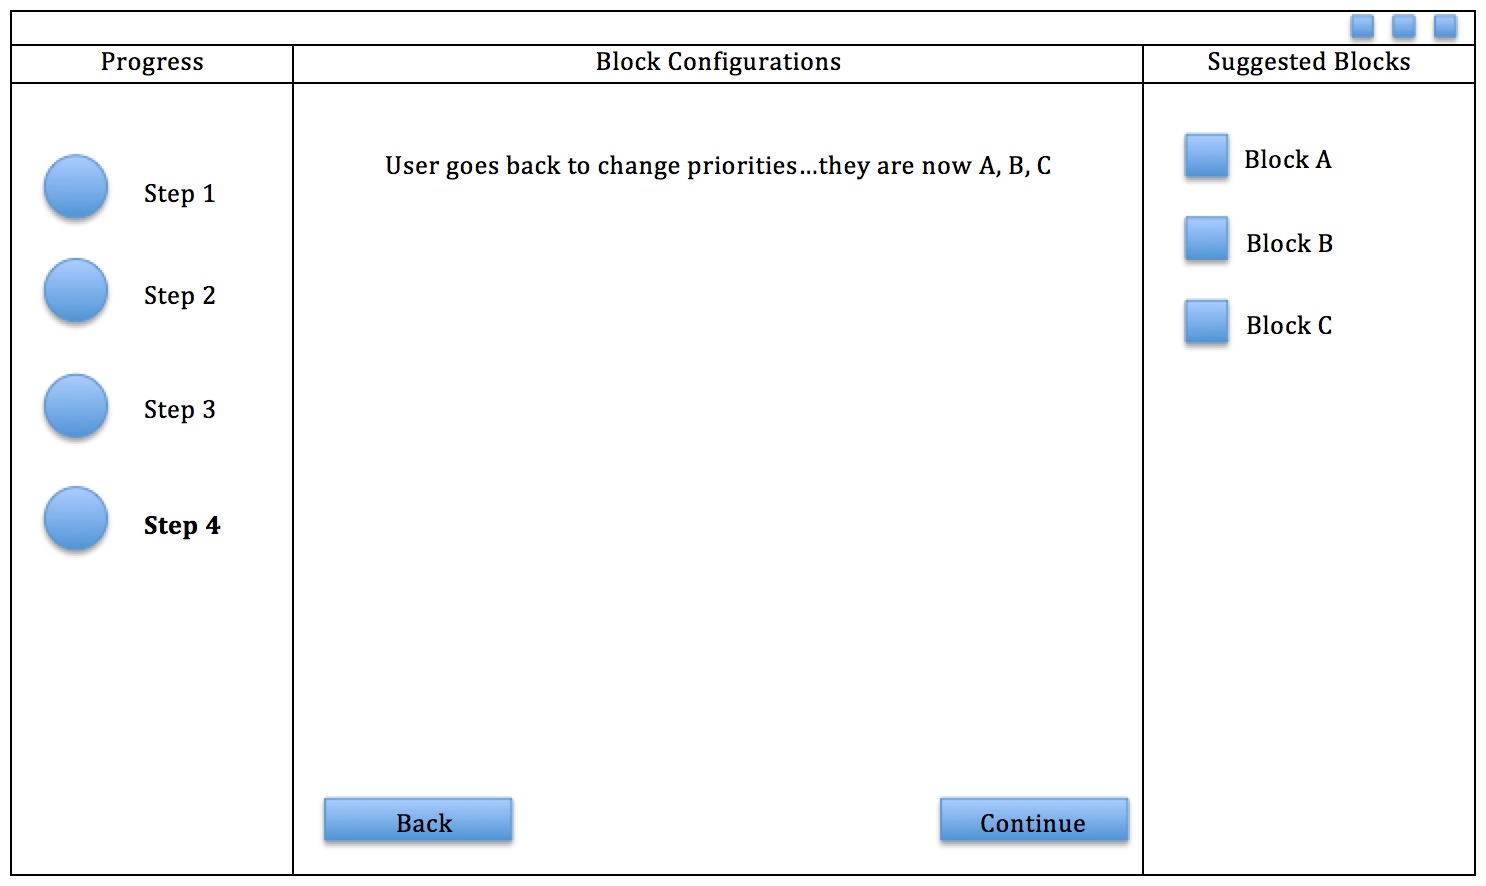 Progress
Block Configurations
Suggested Blocks
Step 1
Step 2
Step 3
Step 4
User goes back to change priorities...they are now A, B, C
Back
Continue
Block A
Block B
Block C